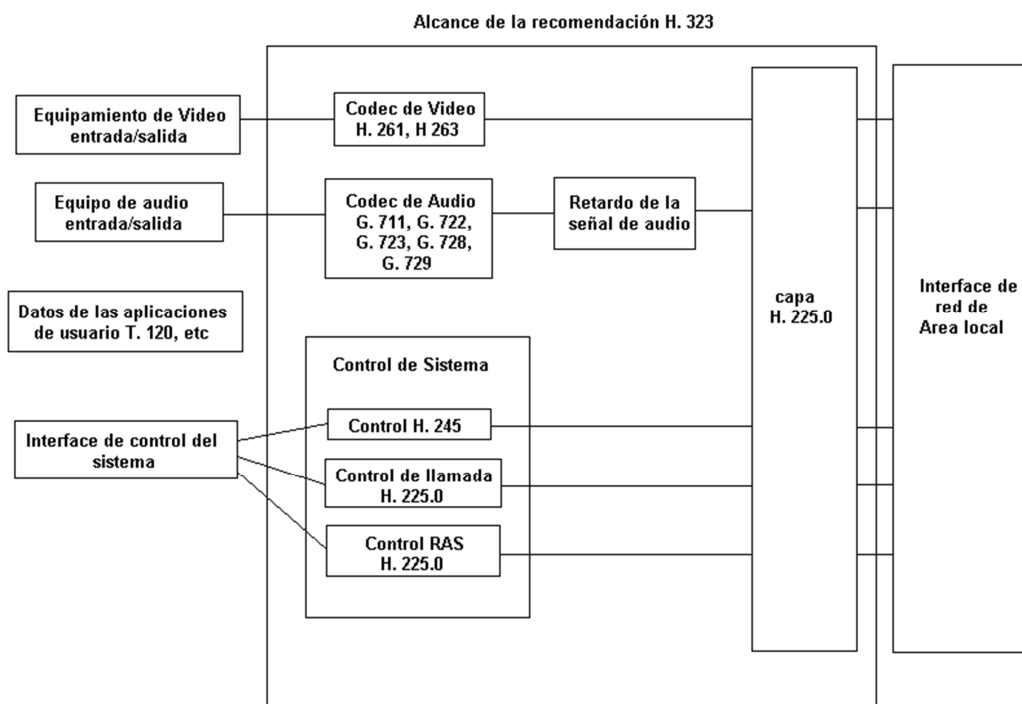 Alcance de la recomendación H. 323
Equipamiento de Video
entrada/salida
Codec de Video
H. 261, H 263
Equipo de audio
entrada/salida
Codec de Audio
G. 711, G. 722,
G. 723, G. 728,
G. 729
Retardo de la
señal de audio
Datos de las aplicaciones
de usuario T. 120, etc
capa
H. 225.0
Interface de
red de
Area local
Control de Sistema
Interface de control del
sistema
Control H. 245
Control de llamada
H. 225.0
Control RAS
H. 225.0